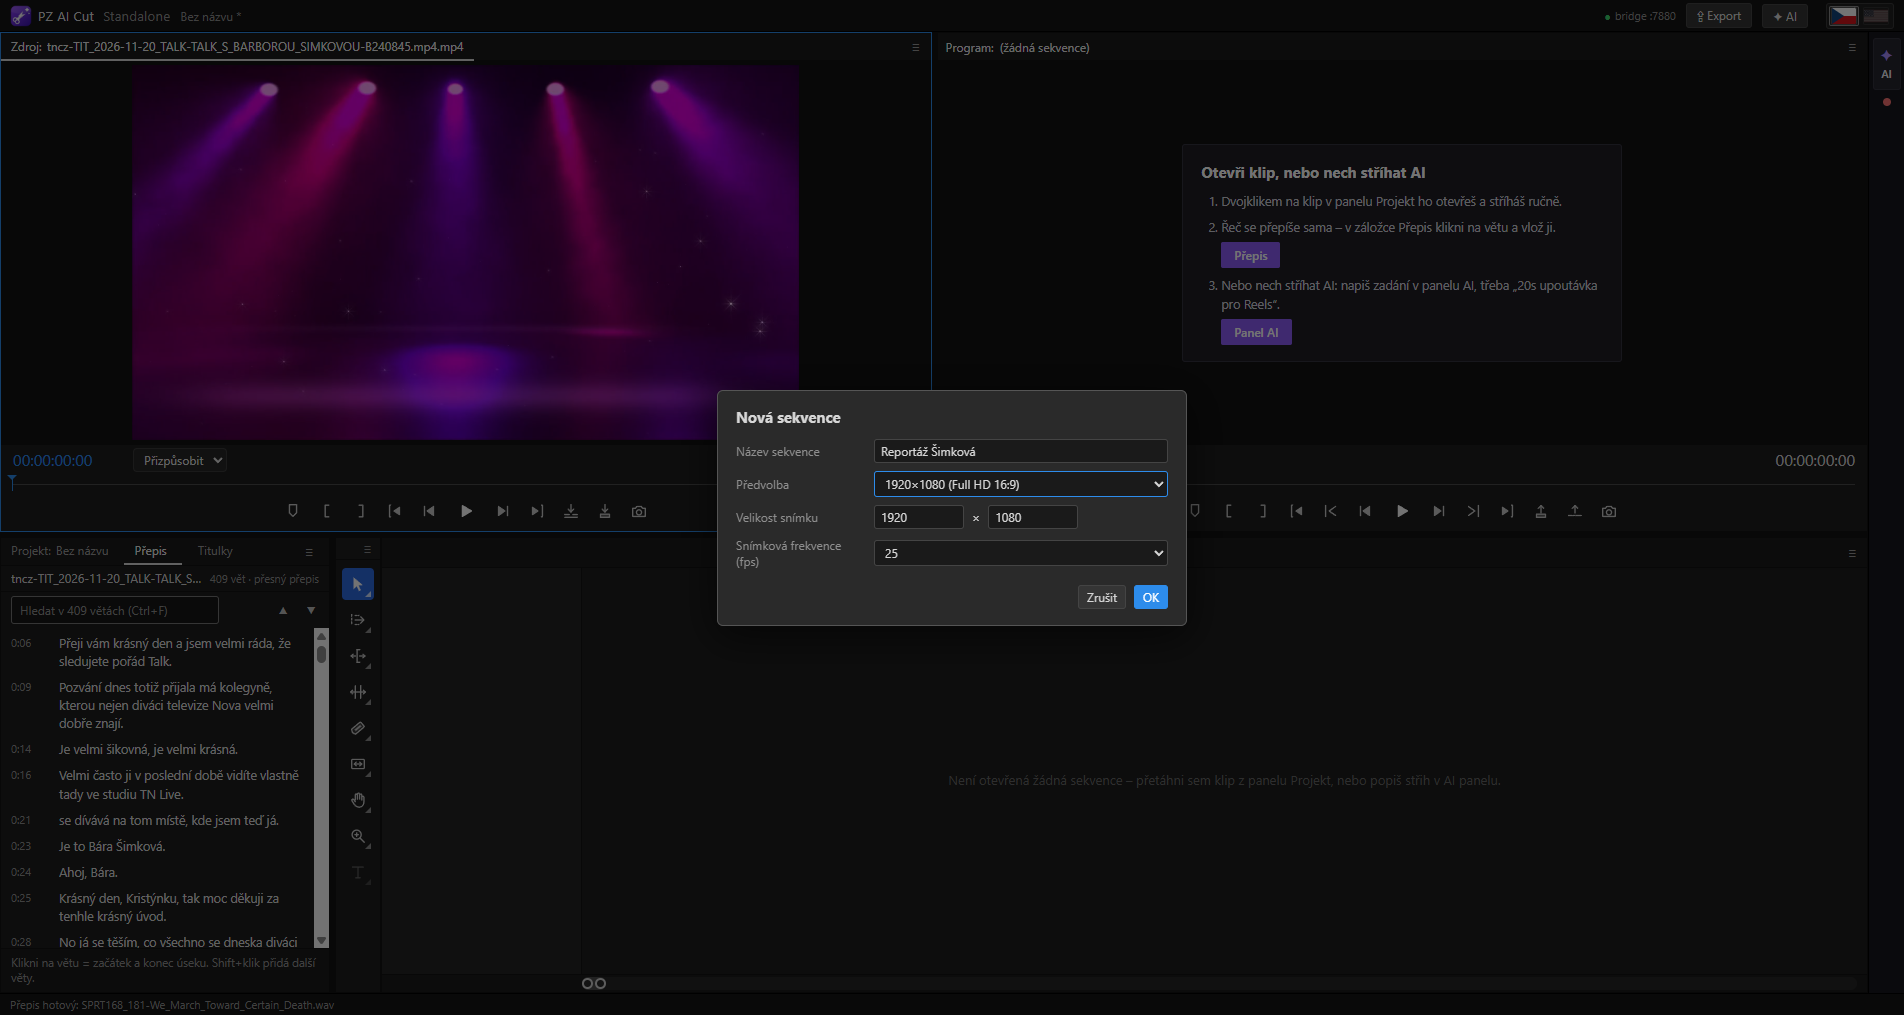 PZ AI Cut Standalone Bez názvu *
bridge :7880 Export AI
Zdroj: tncz-TIT_2026-11-20_TALK-TALK_S_BARBOROU_SIMKOVOU-B240845.mp4.mp4
Program: (žádná sekvence)
AI
Otevři klip, nebo nech stříhat AI
1. Dvojklikem na klip v panelu Projekt ho otevřeš a stříháš ručně.
2. Řeč se přepíše sama – v záložce Přepis klikni na větu a vlož ji.
Přepis
3. Nebo nech stříhat AI: napiš zadání v panelu AI, třeba „20s upoutávka
pro Reels“.
Panel AI
00:00:00:00 Přizpůsobit
00:00:00:00
Nová sekvence
Název sekvence Reportáž Šimková
Předvolba 1920×1080 (Full HD 16:9)
Velikost snímku 1920 × 1080
Snímková frekvence
(fps)
25
Zrušit OK
Projekt: Bez názvu Přepis Titulky
tncz-TIT_2026-11-20_TALK-TALK_S... 409 vět · přesný přepis
Hledat v 409 větách (Ctrl+F)
0:06 Přeji vám krásný den a jsem velmi ráda, že
sledujete pořád Talk.
0:09 Pozvání dnes totiž přijala má kolegyně,
kterou nejen diváci televize Nova velmi
dobře znají.
0:14 Je velmi šikovná, je velmi krásná.
0:16 Velmi často ji v poslední době vidíte vlastně
tady ve studiu TN Live.
0:21 se dívává na tom místě, kde jsem teď já.
0:23 Je to Bára Šimková.
0:24 Ahoj, Bára.
0:25 Krásný den, Kristýnku, tak moc děkuji za
tenhle krásný úvod.
0:28 No já se těším, co všechno se dneska diváci
Klikni na větu = začátek a konec úseku. Shift+klik přidá další
věty.
Není otevřená žádná sekvence – přetáhni sem klip z panelu Projekt, nebo popiš střih v AI panelu.
Přepis hotový: SPRT168_181-We_March_Toward_Certain_Death.wav